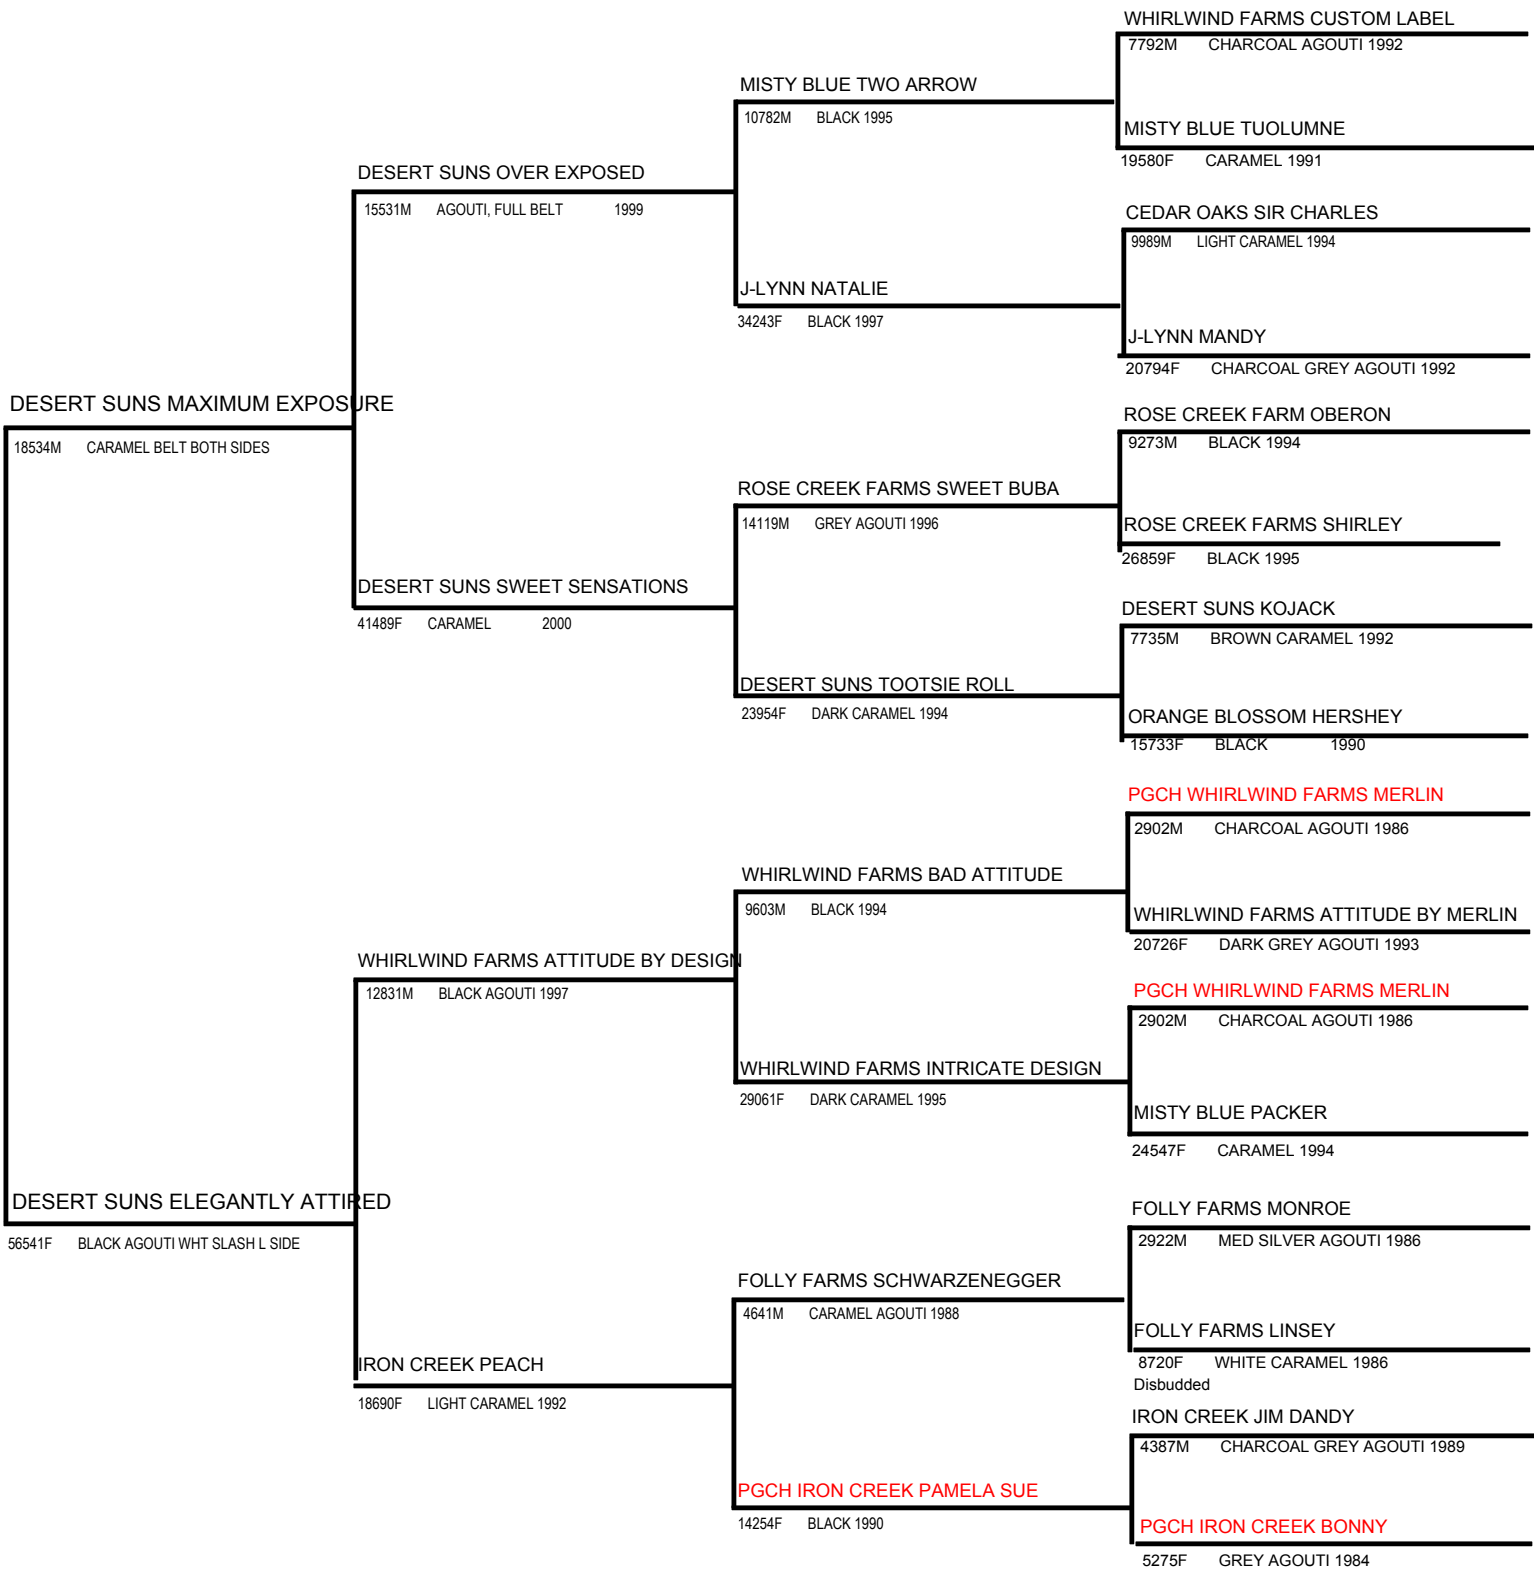 WHIRLWIND FARMS CUSTOM LABEL
7792M CHARCOAL AGOUTI 1992
MISTY BLUE TWO ARROW
10782M BLACK 1995
MISTY BLUE TUOLUMNE
19580F CARAMEL 1991
DESERT SUNS OVER EXPOSED
15531M AGOUTI, FULL BELT 1999
CEDAR OAKS SIR CHARLES
9989M LIGHT CARAMEL 1994
J-LYNN NATALIE
34243F BLACK 1997
J-LYNN MANDY
20794F CHARCOAL GREY AGOUTI 1992
DESERT SUNS MAXIMUM EXPOSURE
18534M CARAMEL BELT BOTH SIDES
ROSE CREEK FARM OBERON
9273M BLACK 1994
ROSE CREEK FARMS SWEET BUBA
14119M GREY AGOUTI 1996
ROSE CREEK FARMS SHIRLEY
26859F BLACK 1995
DESERT SUNS SWEET SENSATIONS
41489F CARAMEL 2000
DESERT SUNS KOJACK
7735M BROWN CARAMEL 1992
DESERT SUNS TOOTSIE ROLL
23954F DARK CARAMEL 1994
ORANGE BLOSSOM HERSHEY
15733F BLACK 1990
PGCH WHIRLWIND FARMS MERLIN
2902M CHARCOAL AGOUTI 1986
WHIRLWIND FARMS BAD ATTITUDE
9603M BLACK 1994
WHIRLWIND FARMS ATTITUDE BY MERLIN
20726F DARK GREY AGOUTI 1993
WHIRLWIND FARMS ATTITUDE BY DESIGN
12831M BLACK AGOUTI 1997
PGCH WHIRLWIND FARMS MERLIN
2902M CHARCOAL AGOUTI 1986
WHIRLWIND FARMS INTRICATE DESIGN
29061F DARK CARAMEL 1995
MISTY BLUE PACKER
24547F CARAMEL 1994
DESERT SUNS ELEGANTLY ATTIRED
56541F BLACK AGOUTI WHT SLASH L SIDE
FOLLY FARMS MONROE
2922M MED SILVER AGOUTI 1986
FOLLY FARMS SCHWARZENEGGER
4641M CARAMEL AGOUTI 1988
FOLLY FARMS LINSEY
8720F WHITE CARAMEL 1986
Disbudded
IRON CREEK PEACH
18690F LIGHT CARAMEL 1992
IRON CREEK JIM DANDY
4387M CHARCOAL GREY AGOUTI 1989
PGCH IRON CREEK PAMELA SUE
14254F BLACK 1990
PGCH IRON CREEK BONNY
5275F GREY AGOUTI 1984